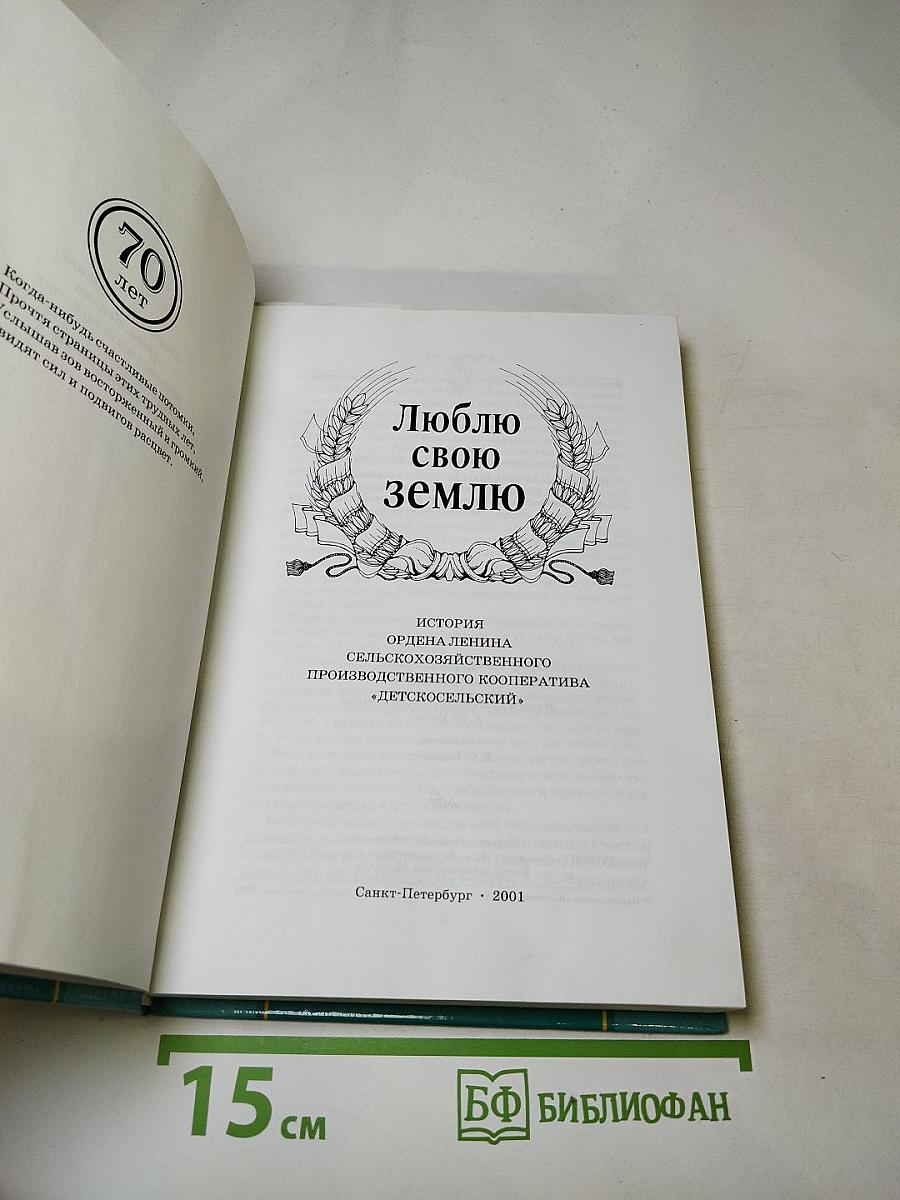 70
лет
Когда-нибудь счастливые потомки,
Прочтя страницы этих трудных лет,
Услышав зов восторженный и громкий,
видят сил и подвигов расцвет.
Люблю
свою
землю
ИСТОРИЯ
ОРДЕНА ЛЕНИНА
СЕЛЬСКОХОЗЯЙСТВЕННОГО
ПРОИЗВОДСТВЕННОГО КООПЕРАТИВА
«ДЕТСКОСЕЛЬСКИЙ»
Санкт-Петербург · 2001
15 см
БФ БИБЛИОФАН